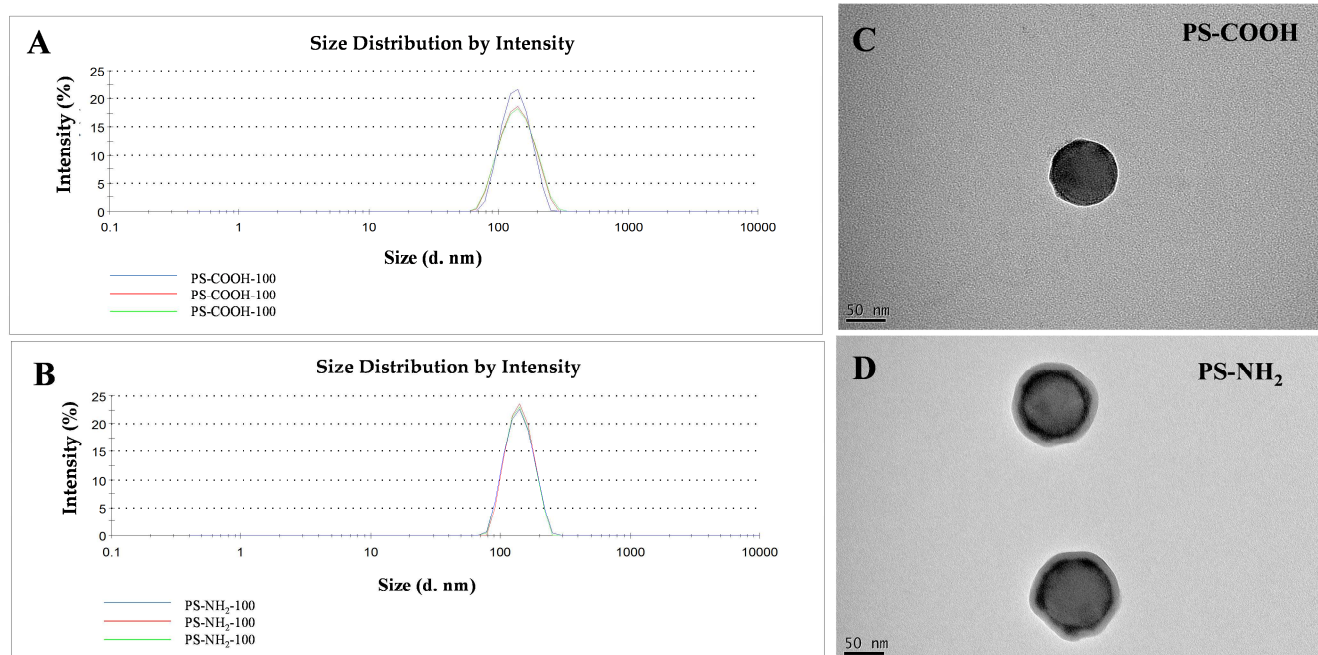 A
Size Distribution by Intensity
Intensity (%)
25
20
15
10
5
0
0.1 1 10 100 1000 10000
Size (d. nm)
PS-COOH-100
PS-COOH-100
PS-COOH-100
B
Size Distribution by Intensity
Intensity (%)
25
20
15
10
5
0
0.1 1 10 100 1000 10000
Size (d. nm)
PS-NH₂-100
PS-NH₂-100
PS-NH₂-100
C PS-COOH
50 nm
D PS-NH₂
50 nm